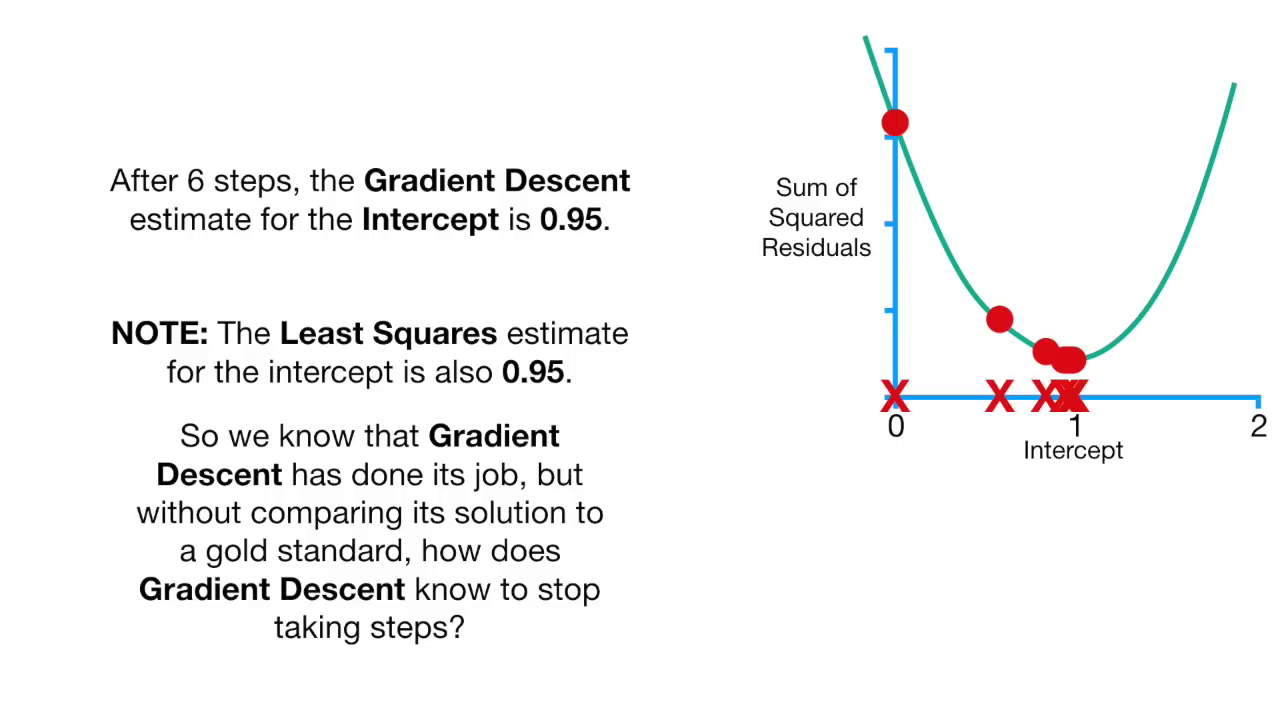 After 6 steps, the Gradient Descent
estimate for the Intercept is 0.95.
NOTE: The Least Squares estimate
for the intercept is also 0.95.
So we know that Gradient
Descent has done its job, but
without comparing its solution to
a gold standard, how does
Gradient Descent know to stop
taking steps?
Sum of
Squared
Residuals
X X X X X X
0 1 2
Intercept